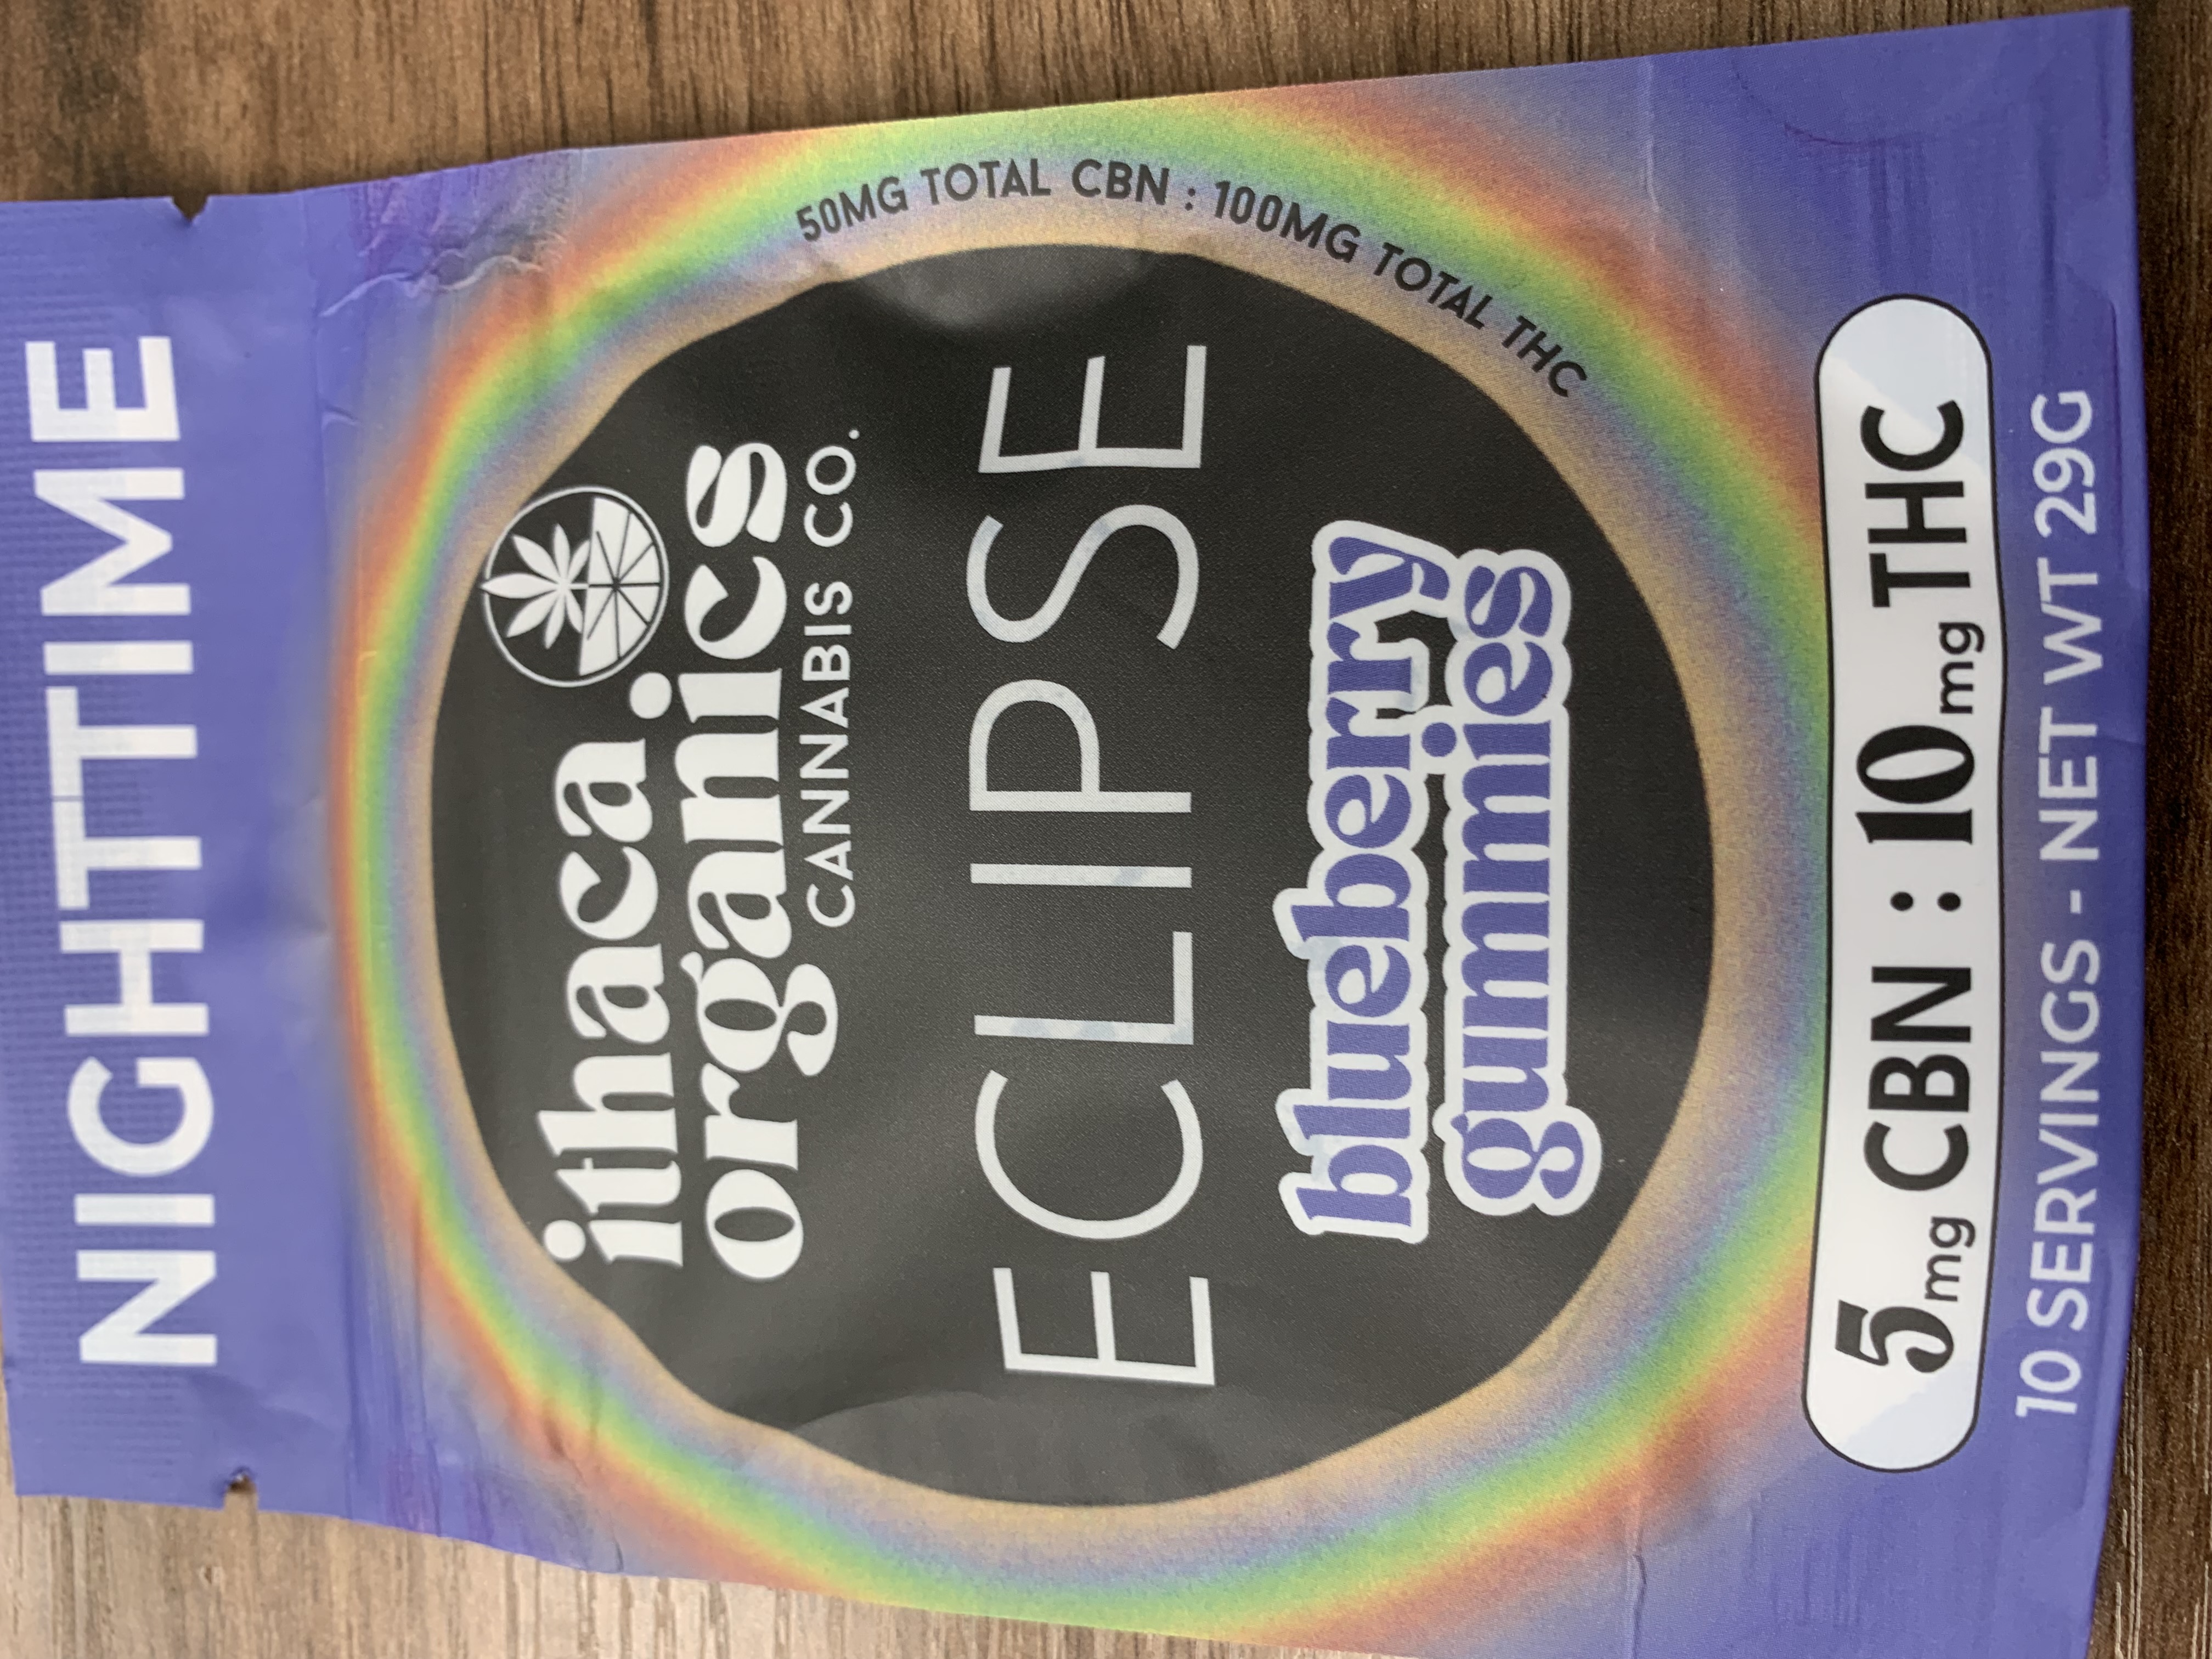 NIGHTTIME
ithaca
organics
CANNABIS CO.
50MG TOTAL CBN : 100MG TOTAL THC
ECLIPSE
blueberry
gummies
5mg CBN : 10mg THC
10 SERVINGS - NET WT 29G